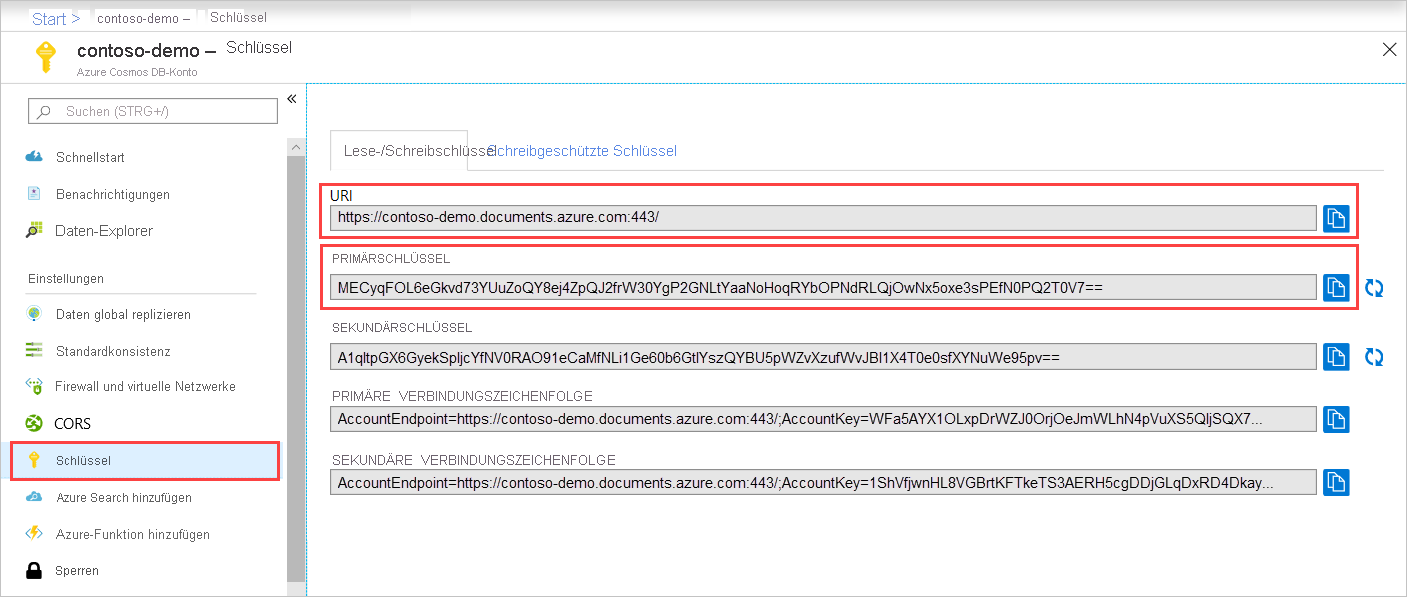 Start > contoso-demo – Schlüssel
contoso-demo – Schlüssel
Azure Cosmos DB-Konto
Suchen (STRG+/)
Schnellstart
Benachrichtigungen
Daten-Explorer
Einstellungen
Daten global replizieren
Standardkonsistenz
Firewall und virtuelle Netzwerke
CORS
Schlüssel
Azure Search hinzufügen
Azure-Funktion hinzufügen
Sperren
Lese-/Schreibschlüssel Schreibgeschützte Schlüssel
URI
https://contoso-demo.documents.azure.com:443/
PRIMÄRSCHLÜSSEL
MECyqFOL6eGkvd73YUuZoQY8ej4ZpQJ2frW30YgP2GNLtYaaNoHoqRYbOPNdRLQjOwNx5oxe3sPEfN0PQ2T0V7==
SEKUNDÄRSCHLÜSSEL
A1qltpGX6GyekSpljcYfNV0RAO91eCaMfNLi1Ge60b6GtlYszQYBU5pWZvXzufWvJBl1X4T0e0sfXYNuWe95pv==
PRIMÄRE VERBINDUNGSZEICHENFOLGE
AccountEndpoint=https://contoso-demo.documents.azure.com:443/;AccountKey=WFa5AYX1OLxpDrWZJ0OrjOeJmWLhN4pVuXS5QljSQX7...
SEKUNDÄRE VERBINDUNGSZEICHENFOLGE
AccountEndpoint=https://contoso-demo.documents.azure.com:443/;AccountKey=1ShVfjwnHL8VGBrtKFTkeTS3AERH5cgDDjGLqDxRD4Dkay...